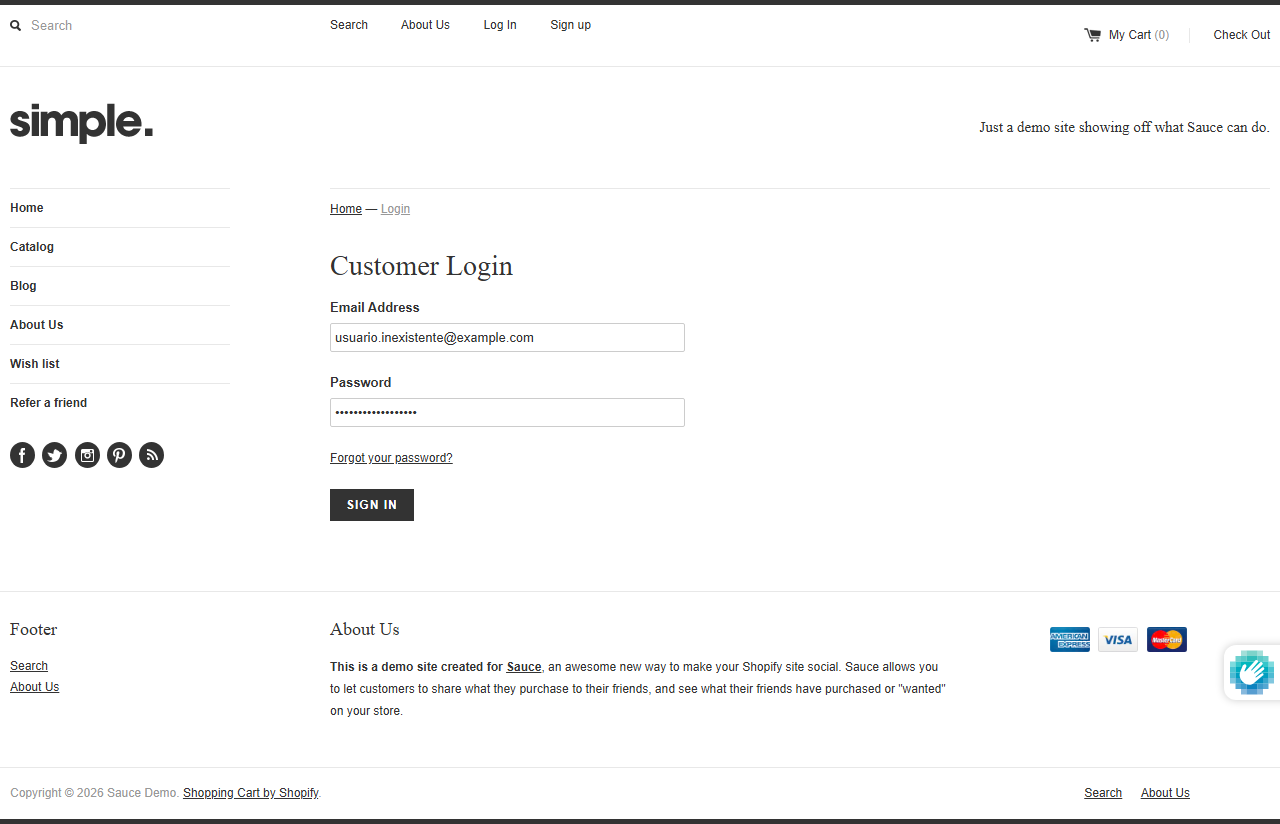 Search
Search About Us Log In Sign up
My Cart (0) Check Out
simple.
Just a demo site showing off what Sauce can do.
Home
Catalog
Blog
About Us
Wish list
Refer a friend
Home — Login
Customer Login
Email Address
usuario.inexistente@example.com
Password
••••••••••••••••••
Forgot your password?
SIGN IN
Footer
Search
About Us
About Us
This is a demo site created for Sauce, an awesome new way to make your Shopify site social. Sauce allows you
to let customers to share what they purchase to their friends, and see what their friends have purchased or "wanted"
on your store.
AMERICAN EXPRESS
VISA
MasterCard
Copyright © 2026 Sauce Demo. Shopping Cart by Shopify.
Search About Us